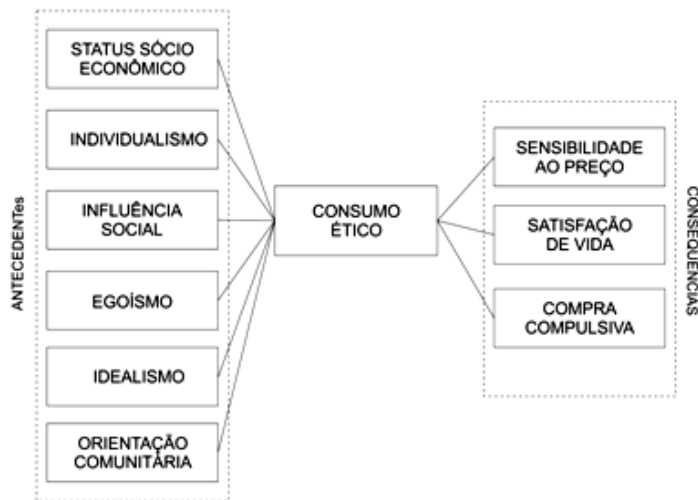 ANTECEDENTes
STATUS SÓCIO
ECONÔMICO
INDIVIDUALISMO
INFLUÊNCIA
SOCIAL
EGOÍSMO
IDEALISMO
ORIENTAÇÃO
COMUNITÁRIA
CONSUMO
ÉTICO
SENSIBILIDADE
AO PREÇO
SATISFAÇÃO
DE VIDA
COMPRA
COMPULSIVA
CONSEQUENCIAS